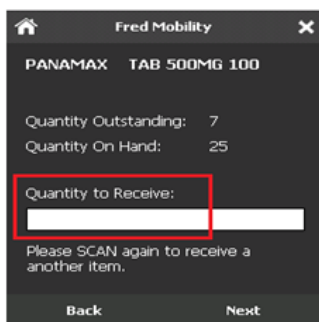 Fred Mobility
PANAMAX TAB 500MG 100
Quantity Outstanding: 7
Quantity On Hand: 25
Quantity to Receive:
Please SCAN again to receive a
another item.
Back Next